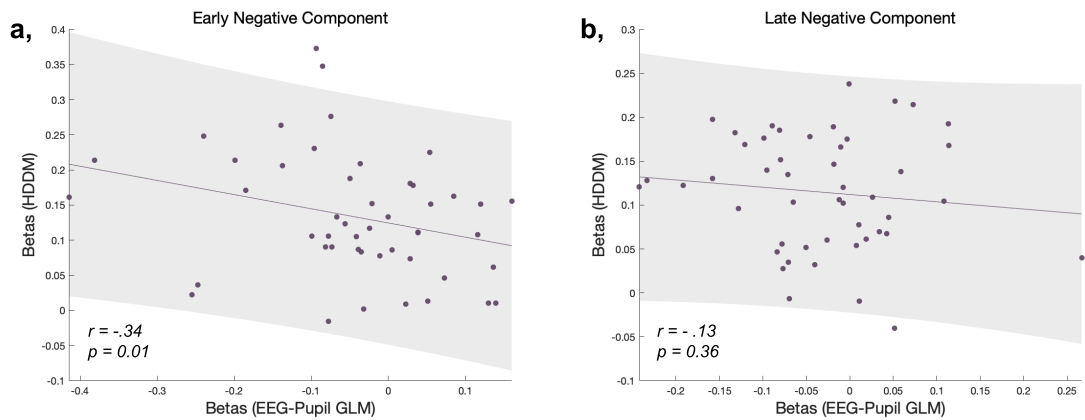 a,
Early Negative Component
Betas (HDDM)
0.4
0.35
0.3
0.25
0.2
0.15
0.1
0.05
0
-0.05
-0.1
r = -.34
p = 0.01
-0.4 -0.3 -0.2 -0.1 0 0.1
Betas (EEG-Pupil GLM)
b,
Late Negative Component
Betas (HDDM)
0.3
0.25
0.2
0.15
0.1
0.05
0
-0.05
-0.1
r = - .13
p = 0.36
-0.2 -0.15 -0.1 -0.05 0 0.05 0.1 0.15 0.2 0.25
Betas (EEG-Pupil GLM)